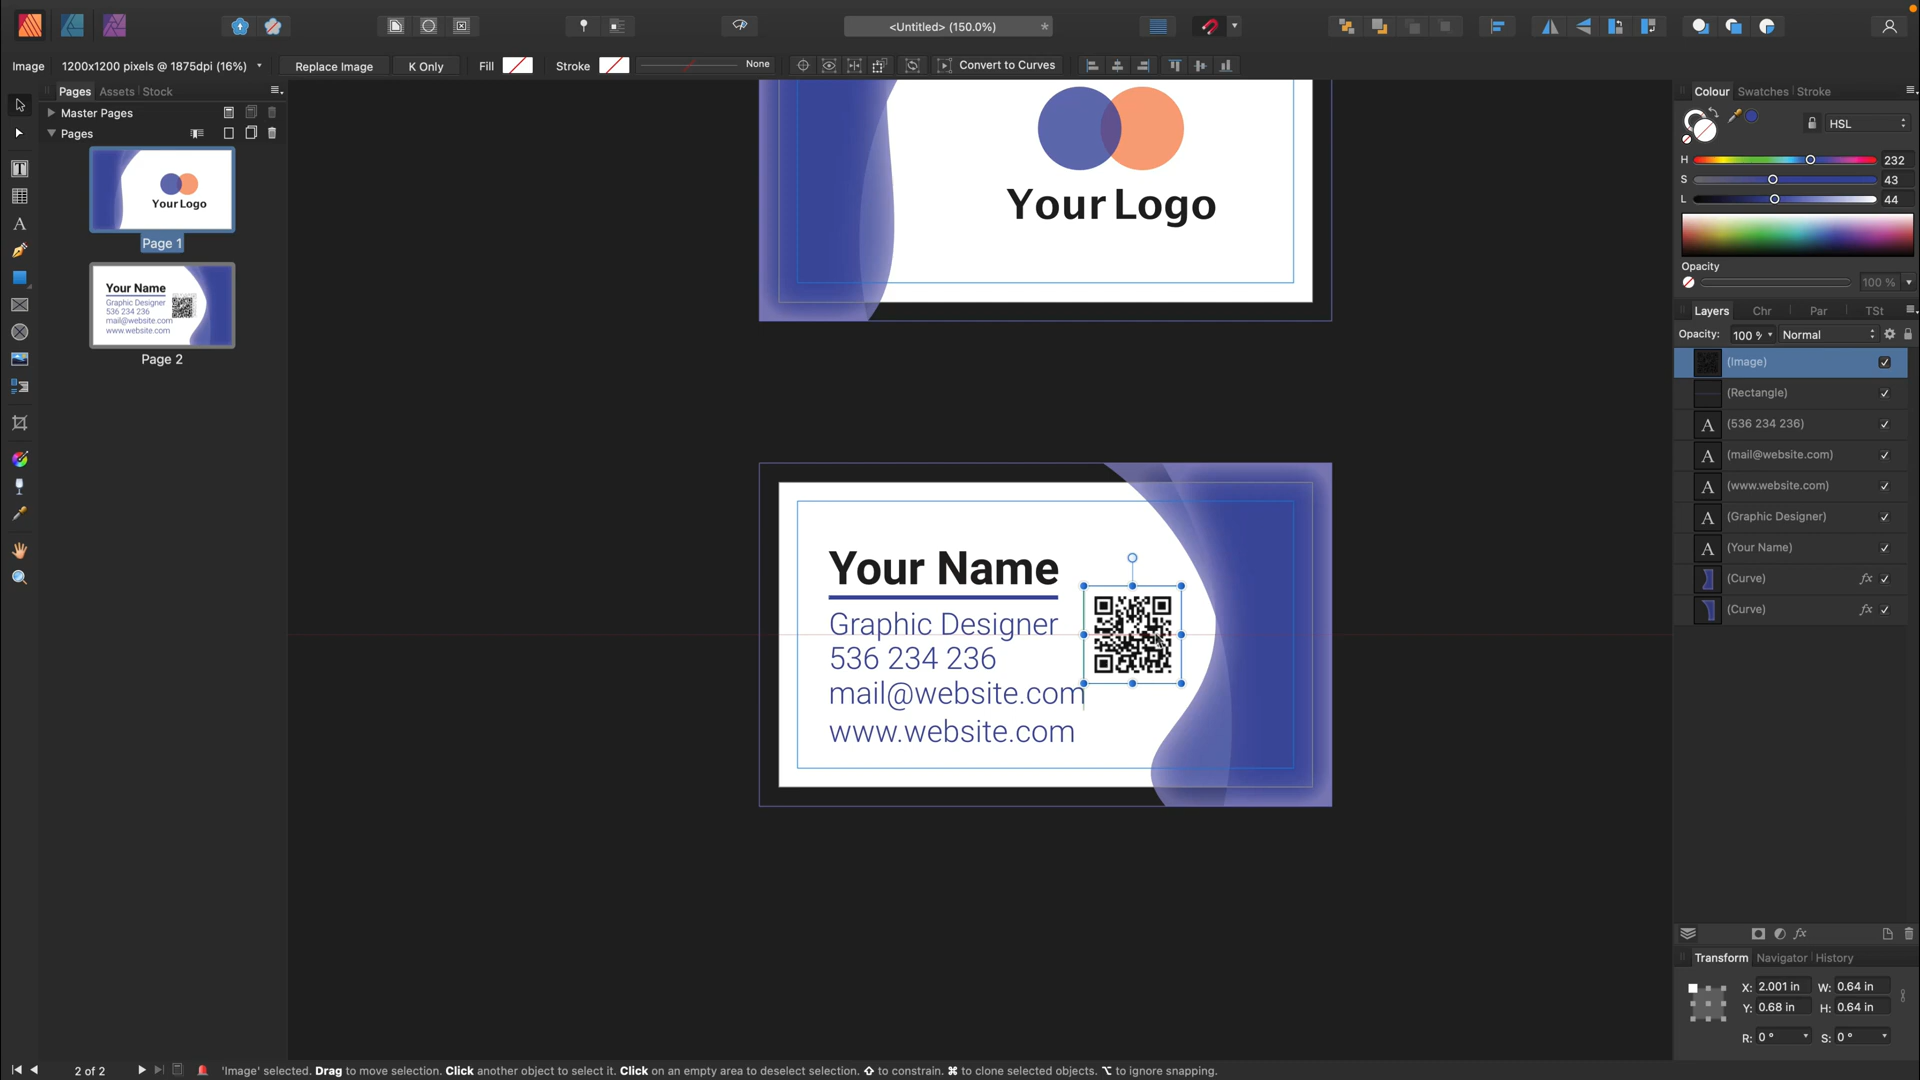 <Untitled> (150.0%)
*
Image
1200x1200 pixels @ 1875dpi (16%)
Replace Image
K Only
Fill
Stroke
None
Convert to Curves
Pages
Assets
Stock
Master Pages
Pages
Your Logo
Page 1
Your Name
Graphic Designer
536 234 236
mail@website.com
www.website.com
Page 2
Your Logo
Your Name
Graphic Designer
536 234 236
mail@website.com
www.website.com
Colour
Swatches
Stroke
HSL
H
232
S
43
L
44
Opacity
100 %
Layers
Chr
Par
TSt
Opacity:
100 %
Normal
(Image)
(Rectangle)
A
(536 234 236)
A
(mail@website.com)
A
(www.website.com)
A
(Graphic Designer)
A
(Your Name)
(Curve)
fx
(Curve)
fx
fx
Transform
Navigator
History
X: 2.001 in
W: 0.64 in
Y: 0.68 in
H: 0.64 in
R: 0 °
S: 0 °
2 of 2
'Image' selected. Drag to move selection. Click another object to select it. Click on an empty area to deselect selection. ⇧ to constrain. ⌘ to clone selected objects. ⌥ to ignore snapping.